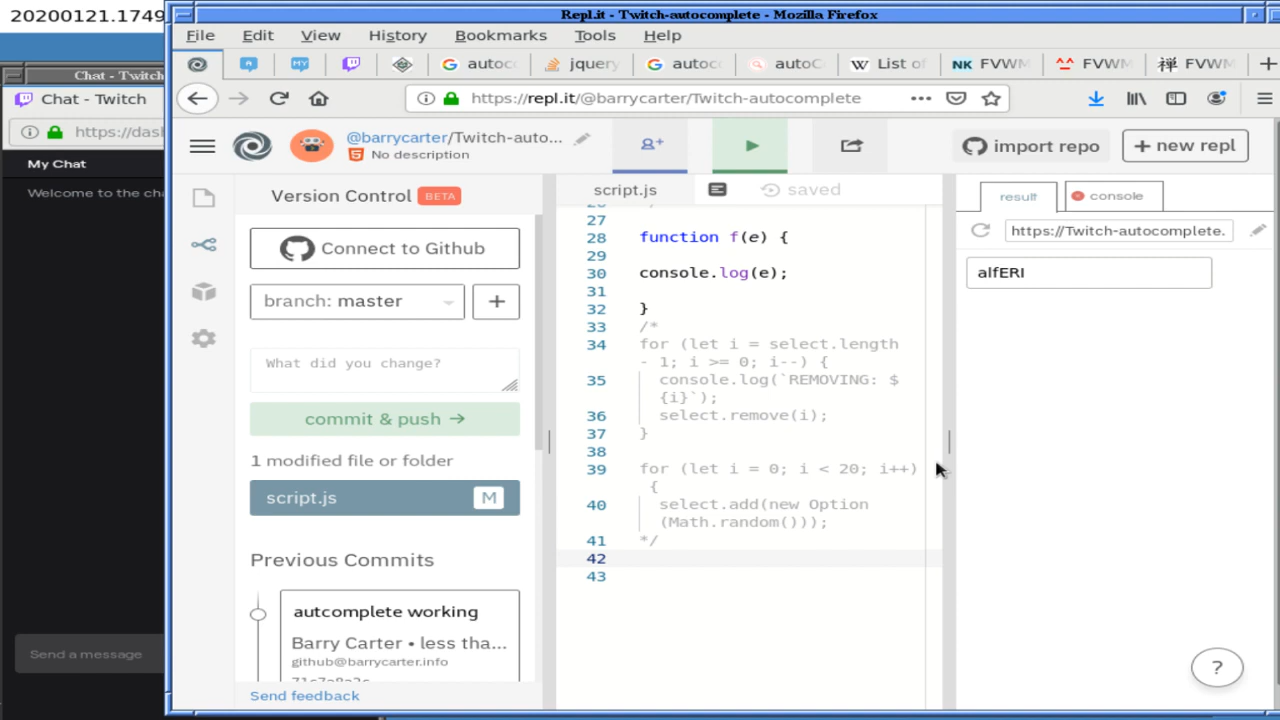 20200121.1749
Repl.it - Twitch-autocomplete - Mozilla Firefox
File Edit View History Bookmarks Tools Help
Chat - Twitch
autoc jquery autoc autoC List of FVWM FVWM FVWM
Chat - Twitch
https://repl.it/@barrycarter/Twitch-autocomplete
https://das
My Chat
Welcome to the cha
@barrycarter/Twitch-auto...
No description
import repo
+ new repl
Version Control BETA
Connect to Github
branch: master
What did you change?
commit & push →
1 modified file or folder
script.js M
Previous Commits
autcomplete working
Barry Carter • less tha...
github@barrycarter.info
Send feedback
script.js
saved
27
28 function f(e) {
29
30 console.log(e);
31
32 }
33 /*
34 for (let i = select.length
- 1; i >= 0; i--) {
35 console.log(`REMOVING: $
{i}`);
36 select.remove(i);
37 }
38
39 for (let i = 0; i < 20; i++)
{
40 select.add(new Option
(Math.random()));
41 */
42
43
result console
https://Twitch-autocomplete.
alfERI
?
Send a message